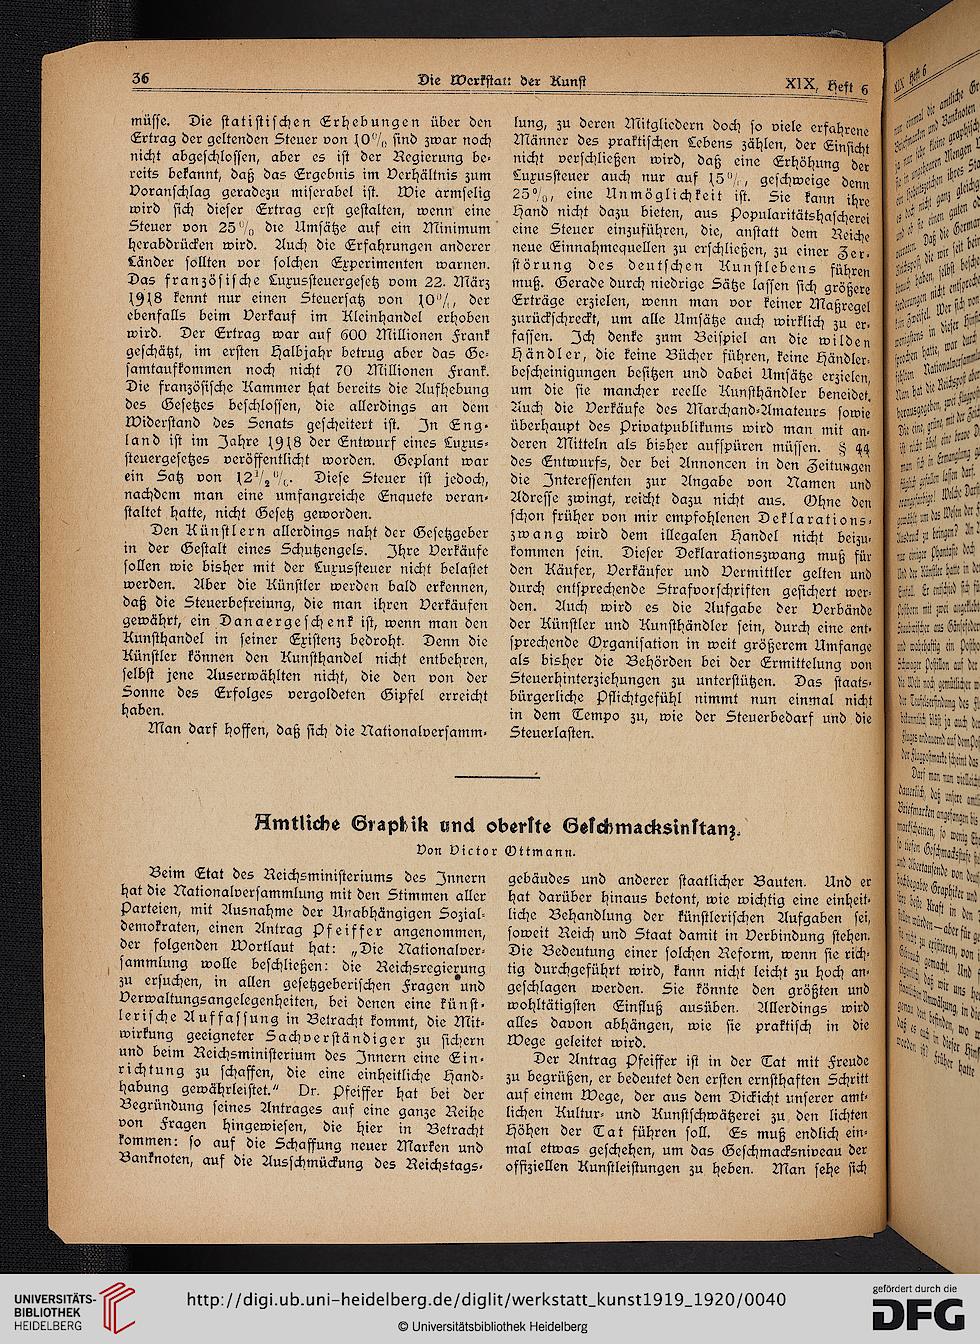 36
Die Werkstatt der Kunst
XIX, Heft 6
müsse. Die statistischen Erhebungen über den
Ertrag der geltenden Steuer von 10% sind zwar noch
nicht abgeschlossen, aber es ist der Regierung be-
reits bekannt, daß das Ergebnis im Verhältnis zum
Voranschlag geradezu miserabel ist. Wie armselig
wird sich dieser Ertrag erst gestalten, wenn eine
Steuer von 25% die Umsätze auf ein Minimum
herabdrücken wird. Auch die Erfahrungen anderer
Länder sollten vor solchen Experimenten warnen.
Das französische Luxussteuergesetz vom 22. März
1918 kennt nur einen Steuersatz von 10%, der
ebenfalls beim Verkauf im Kleinhandel erhoben
wird. Der Ertrag war auf 600 Millionen Frank
geschätzt, im ersten Halbjahr betrug aber das Ge-
samtaufkommen noch nicht 70 Millionen Frank.
Die französische Kammer hat bereits die Aufhebung
des Gesetzes beschlossen, die allerdings an dem
Widerstand des Senats gescheitert ist. In Eng-
land ist im Jahre 1918 der Entwurf eines Luxus-
steuergesetzes veröffentlicht worden. Geplant war
ein Satz von 12½%. Diese Steuer ist jedoch,
nachdem man eine umfangreiche Enquete veran-
staltet hatte, nicht Gesetz geworden.
Den Künstlern allerdings naht der Gesetzgeber
in der Gestalt eines Schutzengels. Ihre Verkäufe
sollen wie bisher mit der Luxussteuer nicht belastet
werden. Aber die Künstler werden bald erkennen,
daß die Steuerbefreiung, die man ihren Verkäufen
gewährt, ein Danaergeschenk ist, wenn man den
Kunsthandel in seiner Existenz bedroht. Denn die
Künstler können den Kunsthandel nicht entbehren,
selbst jene Auserwählten nicht, die den von der
Sonne des Erfolges vergoldeten Gipfel erreicht
haben.
Man darf hoffen, daß sich die Nationalversamm-
lung, zu deren Mitgliedern doch so viele erfahrene
Männer des praktischen Lebens zählen, der Einsicht
nicht verschließen wird, daß eine Erhöhung der
Luxussteuer auch nur auf 15%, geschweige denn
25%, eine Unmöglichkeit ist. Sie kann ihre
Hand nicht dazu bieten, aus Popularitätshascherei
eine Steuer einzuführen, die, anstatt dem Reiche
neue Einnahmequellen zu erschließen, zu einer Zer-
störung des deutschen Kunstlebens führen
muß. Gerade durch niedrige Sätze lassen sich größere
Erträge erzielen, wenn man vor keiner Maßregel
zurückschreckt, um alle Umsätze auch wirklich zu er-
fassen. Ich denke zum Beispiel an die wilden
Händler, die keine Bücher führen, keine Händler-
bescheinigungen besitzen und dabei Umsätze erzielen,
um die sie mancher reelle Kunsthändler beneidet.
Auch die Verkäufe des Marchand-Amateurs sowie
überhaupt des Privatpublikums wird man mit an-
deren Mitteln als bisher aufspüren müssen. § 44
des Entwurfs, der bei Annoncen in den Zeitungen
die Interessenten zur Angabe von Namen und
Adresse zwingt, reicht dazu nicht aus. Ohne den
schon früher von mir empfohlenen Deklarations-
zwang wird dem illegalen Handel nicht beizu-
kommen sein. Dieser Deklarationszwang muß für
den Käufer, Verkäufer und Vermittler gelten und
durch entsprechende Strafvorschriften gesichert wer-
den. Auch wird es die Aufgabe der Verbände
der Künstler und Kunsthändler sein, durch eine ent-
sprechende Organisation in weit größerem Umfange
als bisher die Behörden bei der Ermittelung von
Steuerhinterziehungen zu unterstützen. Das staats-
bürgerliche Pflichtgefühl nimmt nun einmal nicht
in dem Tempo zu, wie der Steuerbedarf und die
Steuerlasten.
Amtliche Graphik und oberste Geschmacksinstanz.
Von Victor Ottmann.
Beim Etat des Reichsministeriums des Innern
hat die Nationalversammlung mit den Stimmen aller
Parteien, mit Ausnahme der Unabhängigen Sozial-
demokraten, einen Antrag Pfeiffer angenommen,
der folgenden Wortlaut hat: „Die Nationalver-
sammlung wolle beschließen: die Reichsregierung
zu ersuchen, in allen gesetzgeberischen Fragen und
Verwaltungsangelegenheiten, bei denen eine künst-
lerische Auffassung in Betracht kommt, die Mit-
wirkung geeigneter Sachverständiger zu sichern
und beim Reichsministerium des Innern eine Ein-
richtung zu schaffen, die eine einheitliche Hand-
habung gewährleistet." Dr. Pfeiffer hat bei der
Begründung seines Antrages auf eine ganze Reihe
von Fragen hingewiesen, die hier in Betracht
kommen: so auf die Schaffung neuer Marken und
Banknoten, auf die Ausschmückung des Reichstags-
gebäudes und anderer staatlicher Bauten. Und er
hat darüber hinaus betont, wie wichtig eine einheit-
liche Behandlung der künstlerischen Aufgaben sei,
soweit Reich und Staat damit in Verbindung stehen.
Die Bedeutung einer solchen Reform, wenn sie rich-
tig durchgeführt wird, kann nicht leicht zu hoch an-
geschlagen werden. Sie könnte den größten und
wohltätigsten Einfluß ausüben. Allerdings wird
alles davon abhängen, wie sie praktisch in die
Wege geleitet wird.
Der Antrag Pfeiffer ist in der Tat mit Freude
zu begrüßen, er bedeutet den ersten ernsthaften Schritt
auf einem Wege, der aus dem Dickicht unserer amt-
lichen Kultur- und Kunstschwätzerei zu den lichten
Höhen der Tat führen soll. Es muß endlich ein-
mal etwas geschehen, um das Geschmacksniveau der
offiziellen Kunstleistungen zu heben. Man sehe sich
UNIVERSITÄTS-
BIBLIOTHEK
HEIDELBERG
http://digi.ub.uni-heidelberg.de/diglit/werkstatt_kunst1919_1920/0040
© Universitätsbibliothek Heidelberg
gefördert durch die
DFG